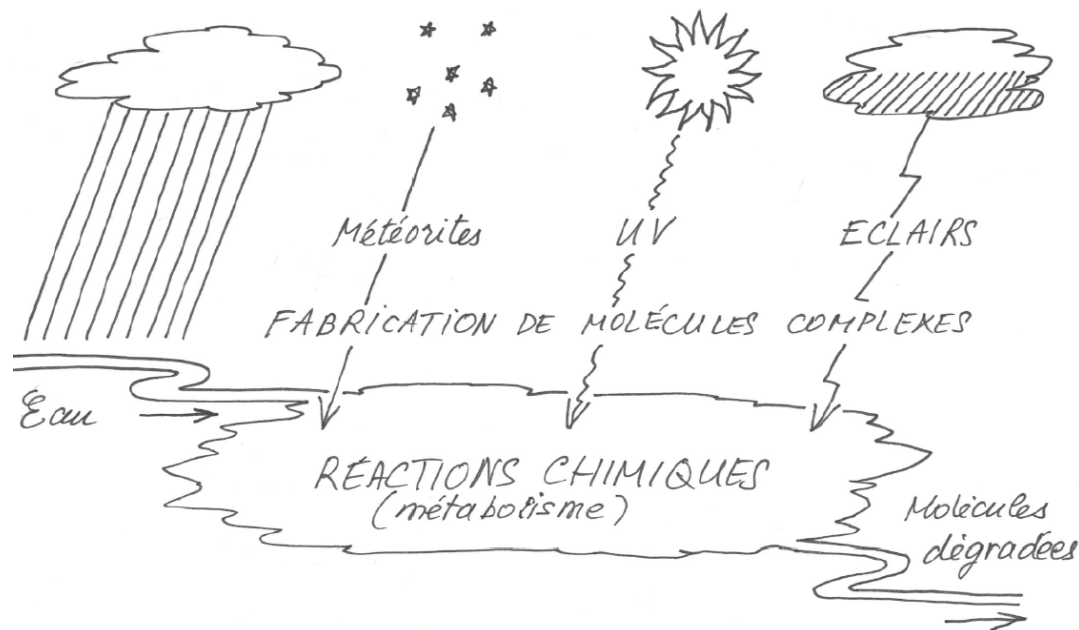 Météorites UV ECLAIRS
FABRICATION DE MOLÉCULES COMPLEXES
Eau
RÉACTIONS CHIMIQUES
(métabolisme)
Molécules
dégradées